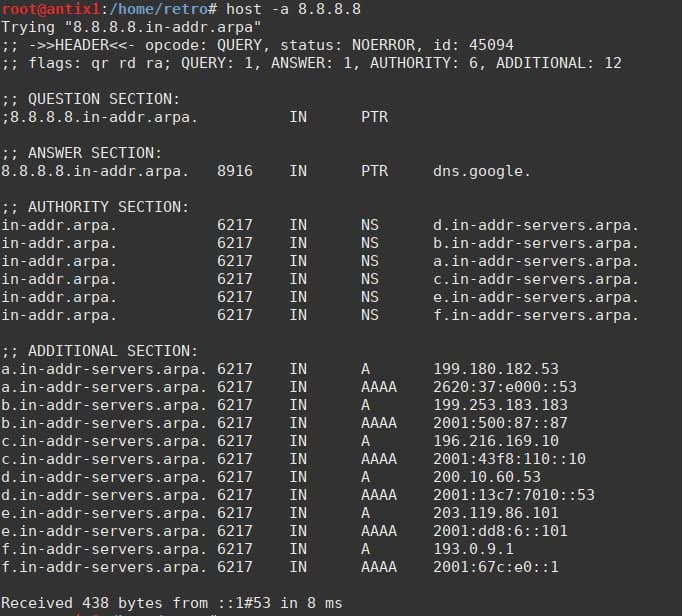 root@antix1:/home/retro# host -a 8.8.8.8
Trying "8.8.8.8.in-addr.arpa"
;; ->>HEADER<<- opcode: QUERY, status: NOERROR, id: 45094
;; flags: qr rd ra; QUERY: 1, ANSWER: 1, AUTHORITY: 6, ADDITIONAL: 12
;; QUESTION SECTION:
;8.8.8.8.in-addr.arpa. IN PTR
;; ANSWER SECTION:
8.8.8.8.in-addr.arpa. 8916 IN PTR dns.google.
;; AUTHORITY SECTION:
in-addr.arpa. 6217 IN NS d.in-addr-servers.arpa.
in-addr.arpa. 6217 IN NS b.in-addr-servers.arpa.
in-addr.arpa. 6217 IN NS a.in-addr-servers.arpa.
in-addr.arpa. 6217 IN NS c.in-addr-servers.arpa.
in-addr.arpa. 6217 IN NS e.in-addr-servers.arpa.
in-addr.arpa. 6217 IN NS f.in-addr-servers.arpa.
;; ADDITIONAL SECTION:
a.in-addr-servers.arpa. 6217 IN A 199.180.182.53
a.in-addr-servers.arpa. 6217 IN AAAA 2620:37:e000::53
b.in-addr-servers.arpa. 6217 IN A 199.253.183.183
b.in-addr-servers.arpa. 6217 IN AAAA 2001:500:87::87
c.in-addr-servers.arpa. 6217 IN A 196.216.169.10
c.in-addr-servers.arpa. 6217 IN AAAA 2001:43f8:110::10
d.in-addr-servers.arpa. 6217 IN A 200.10.60.53
d.in-addr-servers.arpa. 6217 IN AAAA 2001:13c7:7010::53
e.in-addr-servers.arpa. 6217 IN A 203.119.86.101
e.in-addr-servers.arpa. 6217 IN AAAA 2001:dd8:6::101
f.in-addr-servers.arpa. 6217 IN A 193.0.9.1
f.in-addr-servers.arpa. 6217 IN AAAA 2001:67c:e0::1
Received 438 bytes from ::1#53 in 8 ms